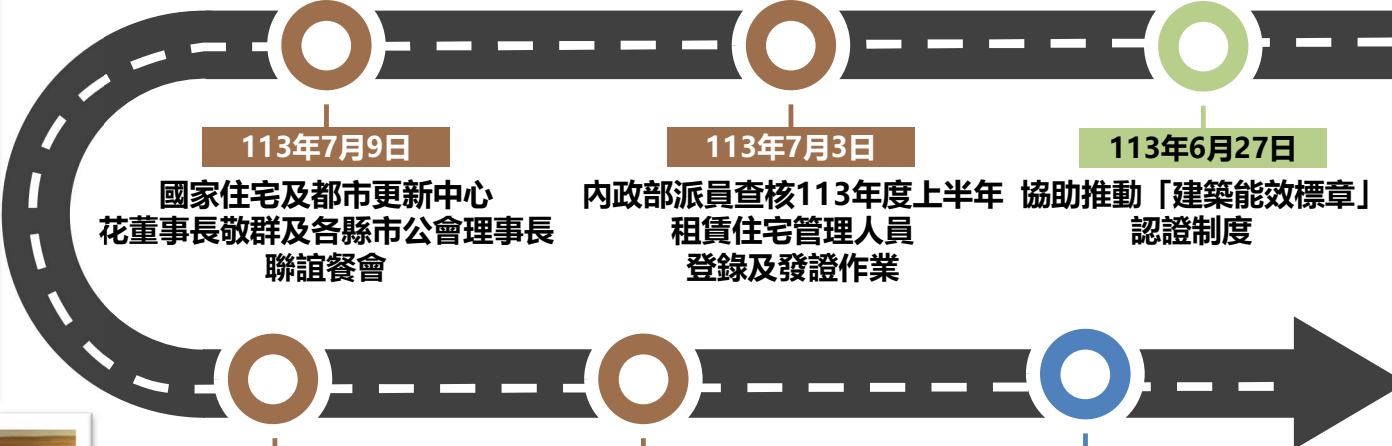 113年7月9日
國家住宅及都市更新中心
花董事長敬群及各縣市公會理事長
聯誼餐會
113年7月3日
內政部派員查核113年度上半年
租賃住宅管理人員
登錄及發證作業
113年6月27日
協助推動「建築能效標章」
認證制度